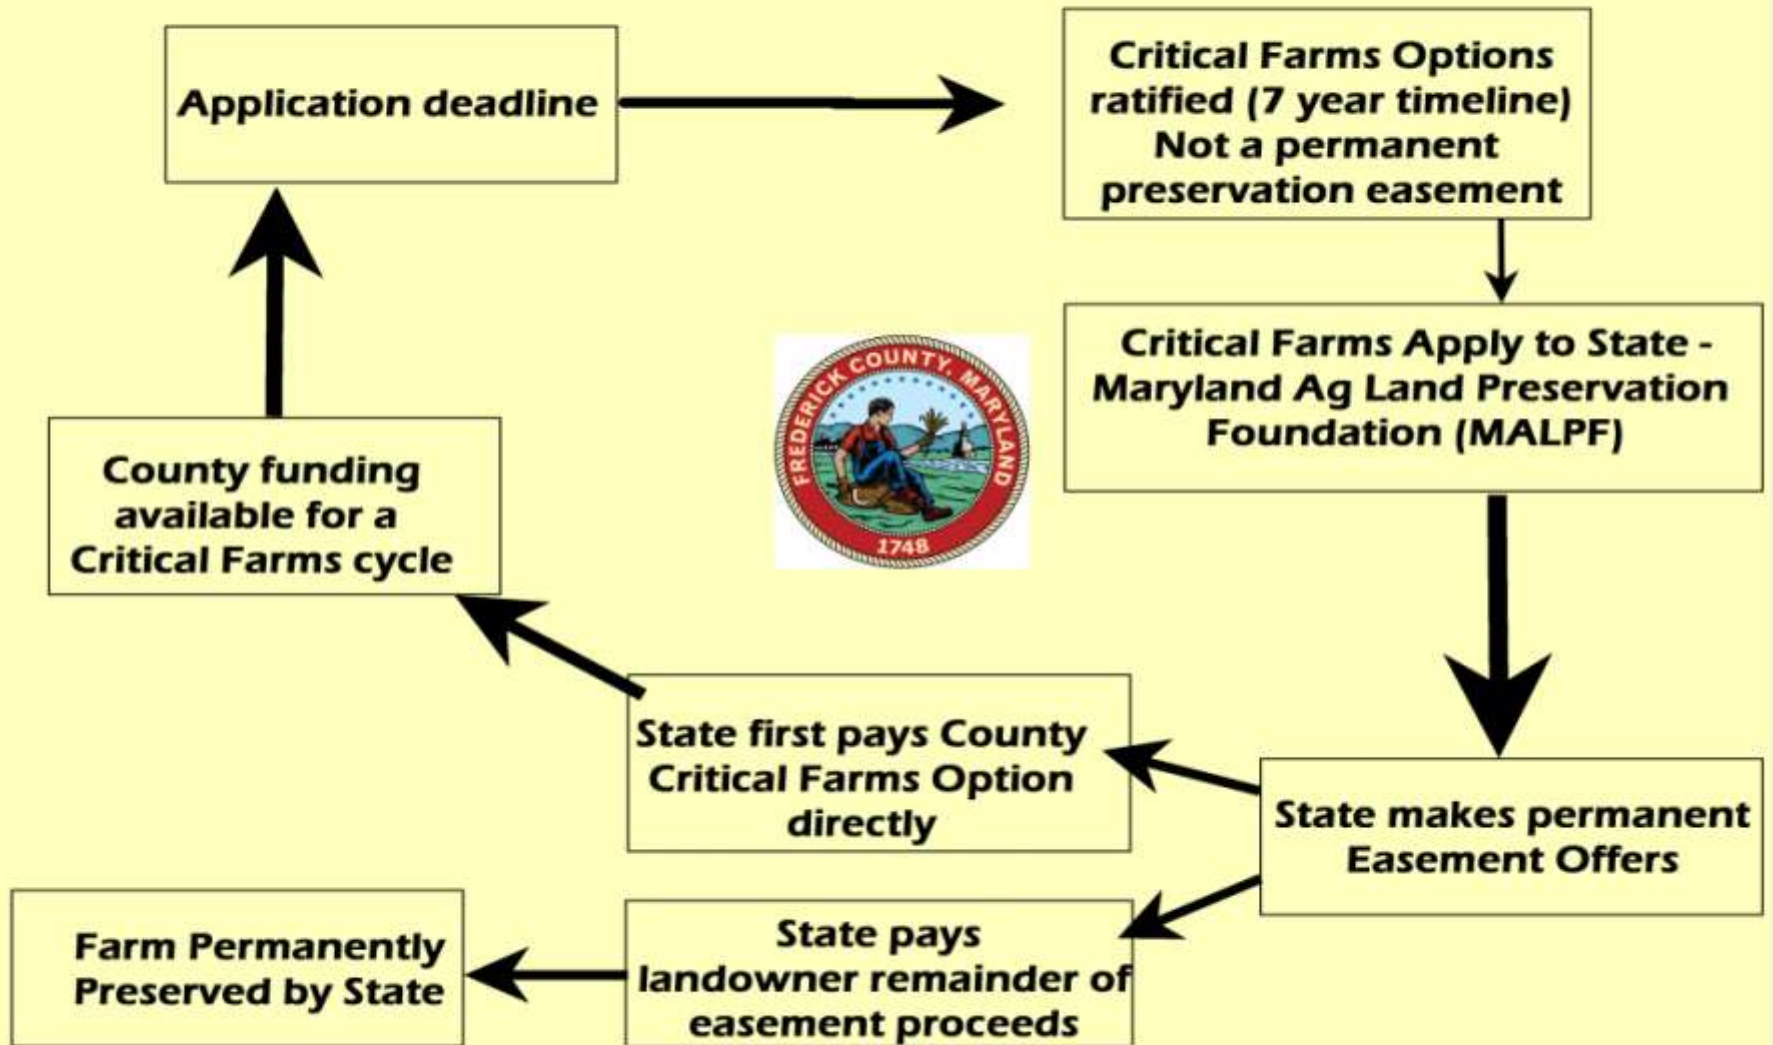 Application deadline
Critical Farms Options
ratified (7 year timeline)
Not a permanent
preservation easement
Critical Farms Apply to State -
Maryland Ag Land Preservation
Foundation (MALPF)
FREDERICK COUNTY, MARYLAND
1748
County funding
available for a
Critical Farms cycle
State first pays County
Critical Farms Option
directly
State makes permanent
Easement Offers
State pays
landowner remainder of
easement proceeds
Farm Permanently
Preserved by State